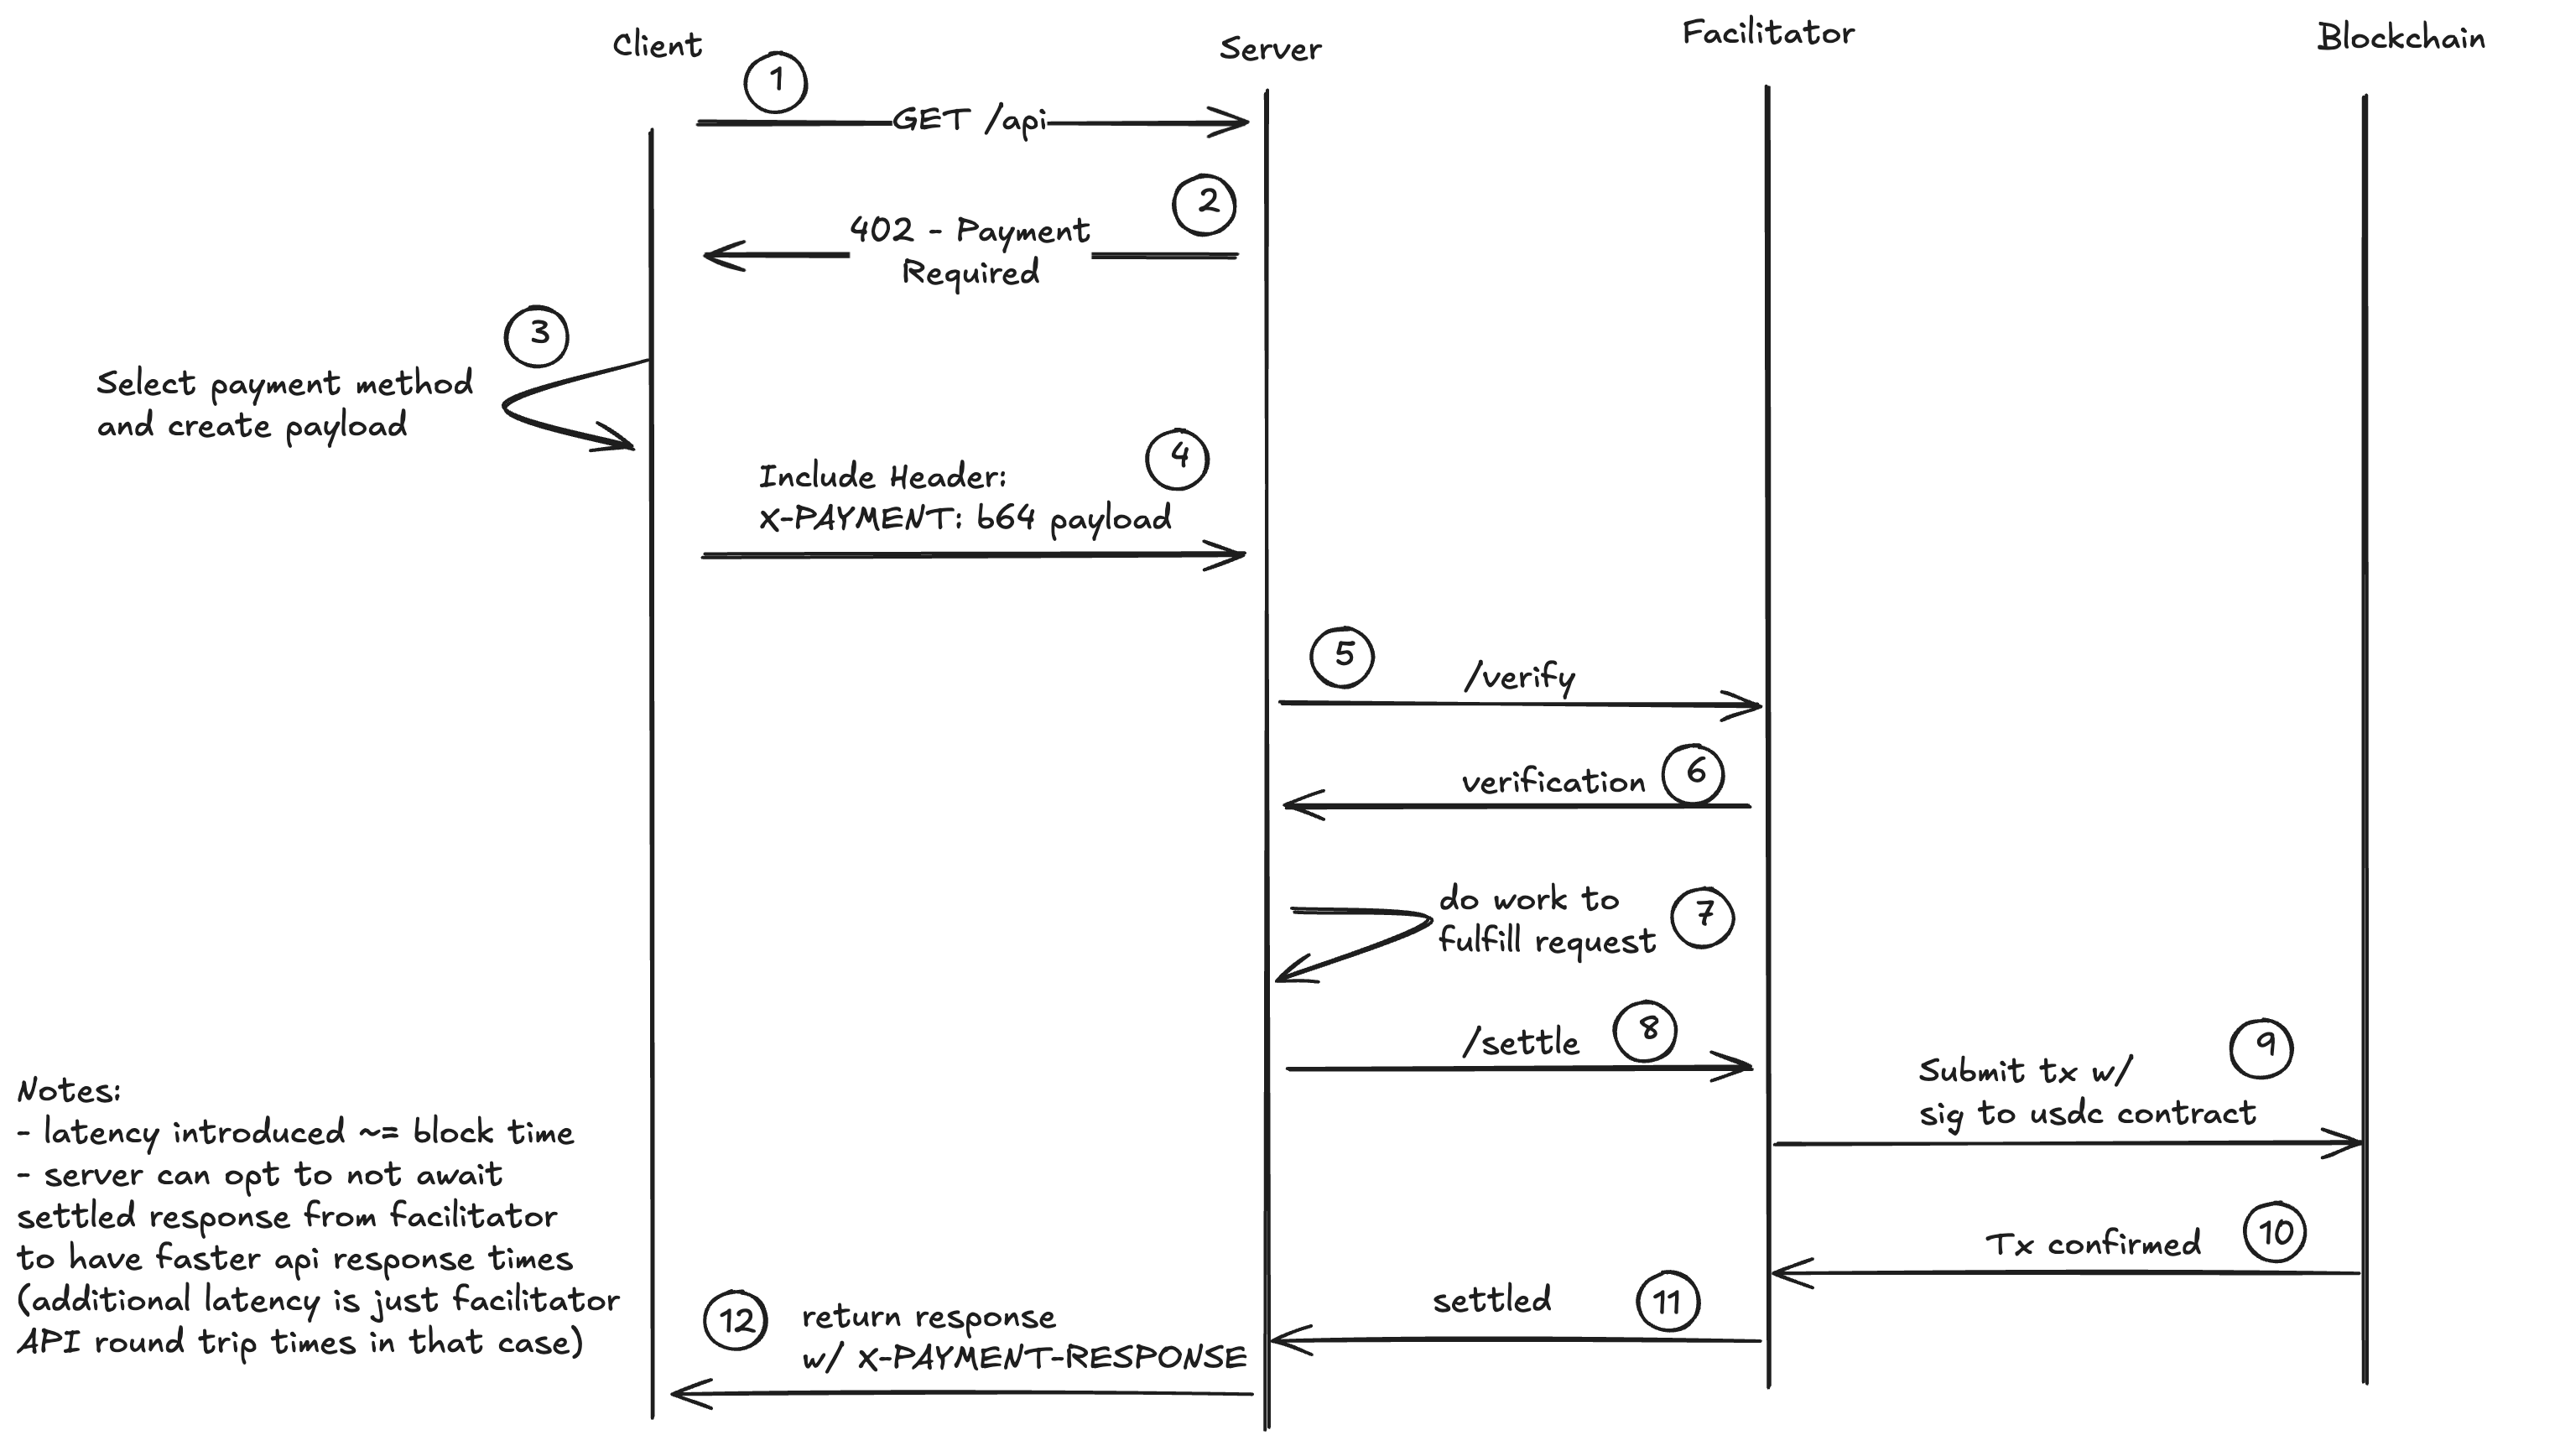 Client
Server
Facilitator
Blockchain
1
GET /api
2
402 - Payment
Required
3
Select payment method
and create payload
4
Include Header:
X-PAYMENT: b64 payload
5
/verify
6
verification
7
do work to
fulfill request
8
/settle
9
Submit tx w/
sig to usdc contract
10
Tx confirmed
11
settled
12
return response
w/ X-PAYMENT-RESPONSE
Notes:
- latency introduced ~= block time
- server can opt to not await
settled response from facilitator
to have faster api response times
(additional latency is just facilitator
API round trip times in that case)